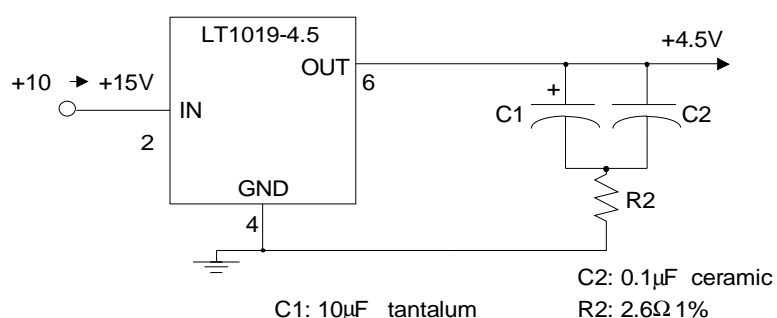 LT1019-4.5
+4.5V
OUT
+10 → +15V
6
+
IN
C1
C2
2
GND
R2
4
C2: 0.1µF ceramic
C1: 10µF tantalum
R2: 2.6Ω 1%